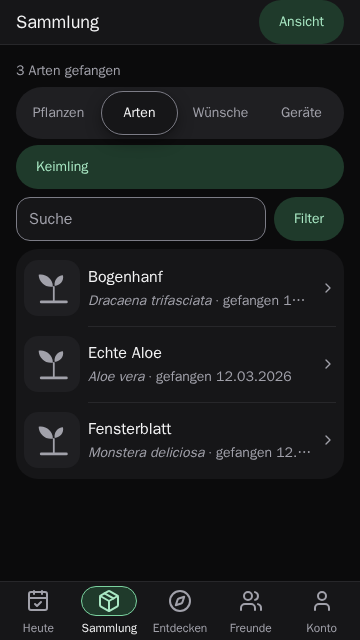 Sammlung
Ansicht
3 Arten gefangen
Pflanzen
Arten
Wünsche
Geräte
Keimling
Suche
Filter
Bogenhanf
Dracaena trifasciata · gefangen 1···
Echte Aloe
Aloe vera · gefangen 12.03.2026
Fensterblatt
Monstera deliciosa · gefangen 12.···
Heute
Sammlung
Entdecken
Freunde
Konto